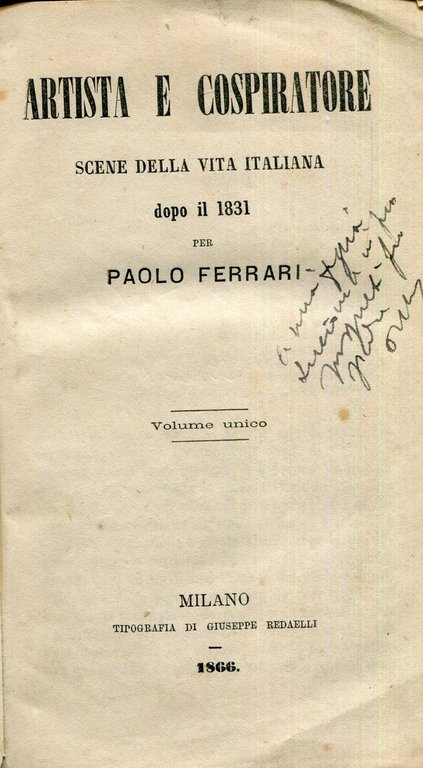 ARTISTA E COSPIRATORE
SCENE DELLA VITA ITALIANA
dopo il 1831
PER
PAOLO FERRARI
Volume unico
MILANO
TIPOGRAFIA DI GIUSEPPE REDAELLI
1866.